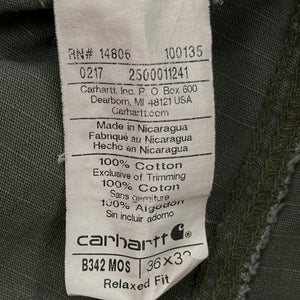 RN# 14806 100135
0217 2500011241
Carhartt, Inc. P.O. Box 600
Dearborn, MI 48121 USA
Carhartt.com
Made in Nicaragua
Fabriqué au Nicaragua
Hecho en Nicaragua
100% Cotton
Exclusive of Trimming
100% Coton
Sans garniture
100% Algodon
Sin incluir adorno
carhartt
B342 MOS 36X32
Relaxed Fit